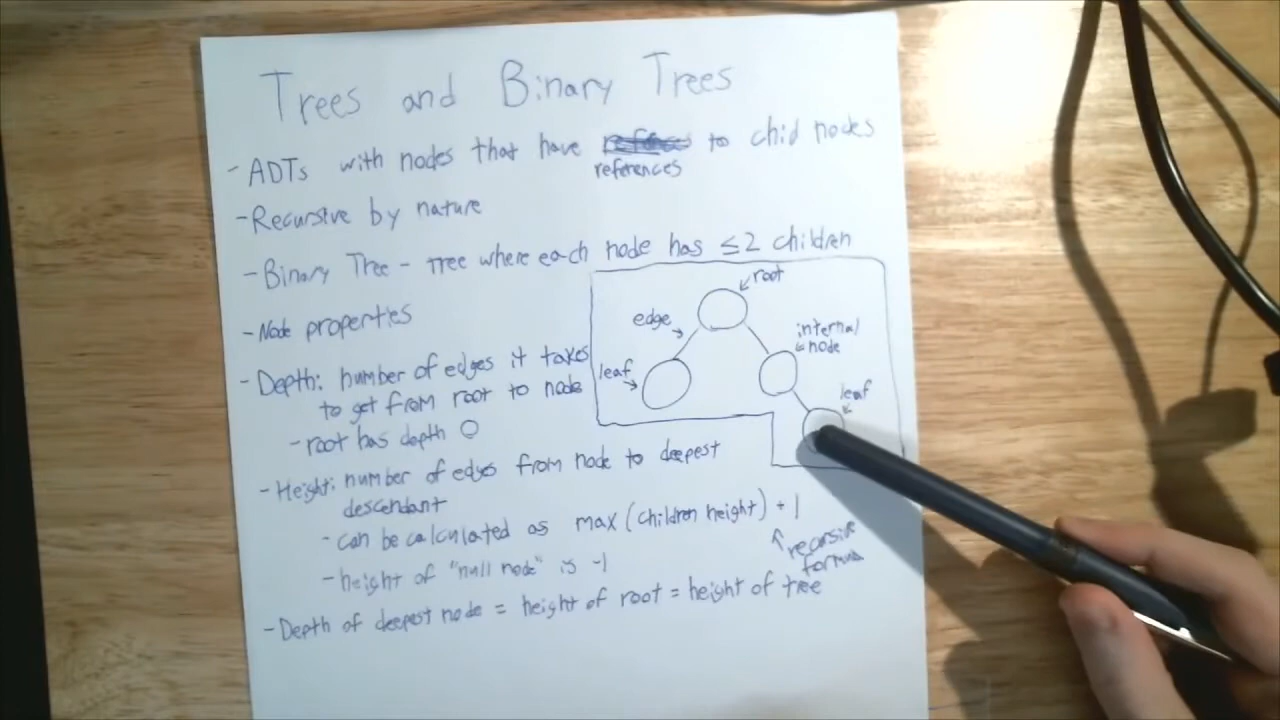 Trees and Binary Trees
- ADTs with nodes that have references to chid nodes
- Recursive by nature
- Binary Tree - tree where each node has ≤2 children
root
edge
internal
node
leaf
leaf
- Node properties
- Depth: number of edges it takes
to get from root to node
- root has depth 0
- Height: number of edges from node to deepest
descendant
- can be calculated as max (children height) + 1
↑ recursive
formula
- height of "null node" is -1
- Depth of deepest node = height of root = height of tree